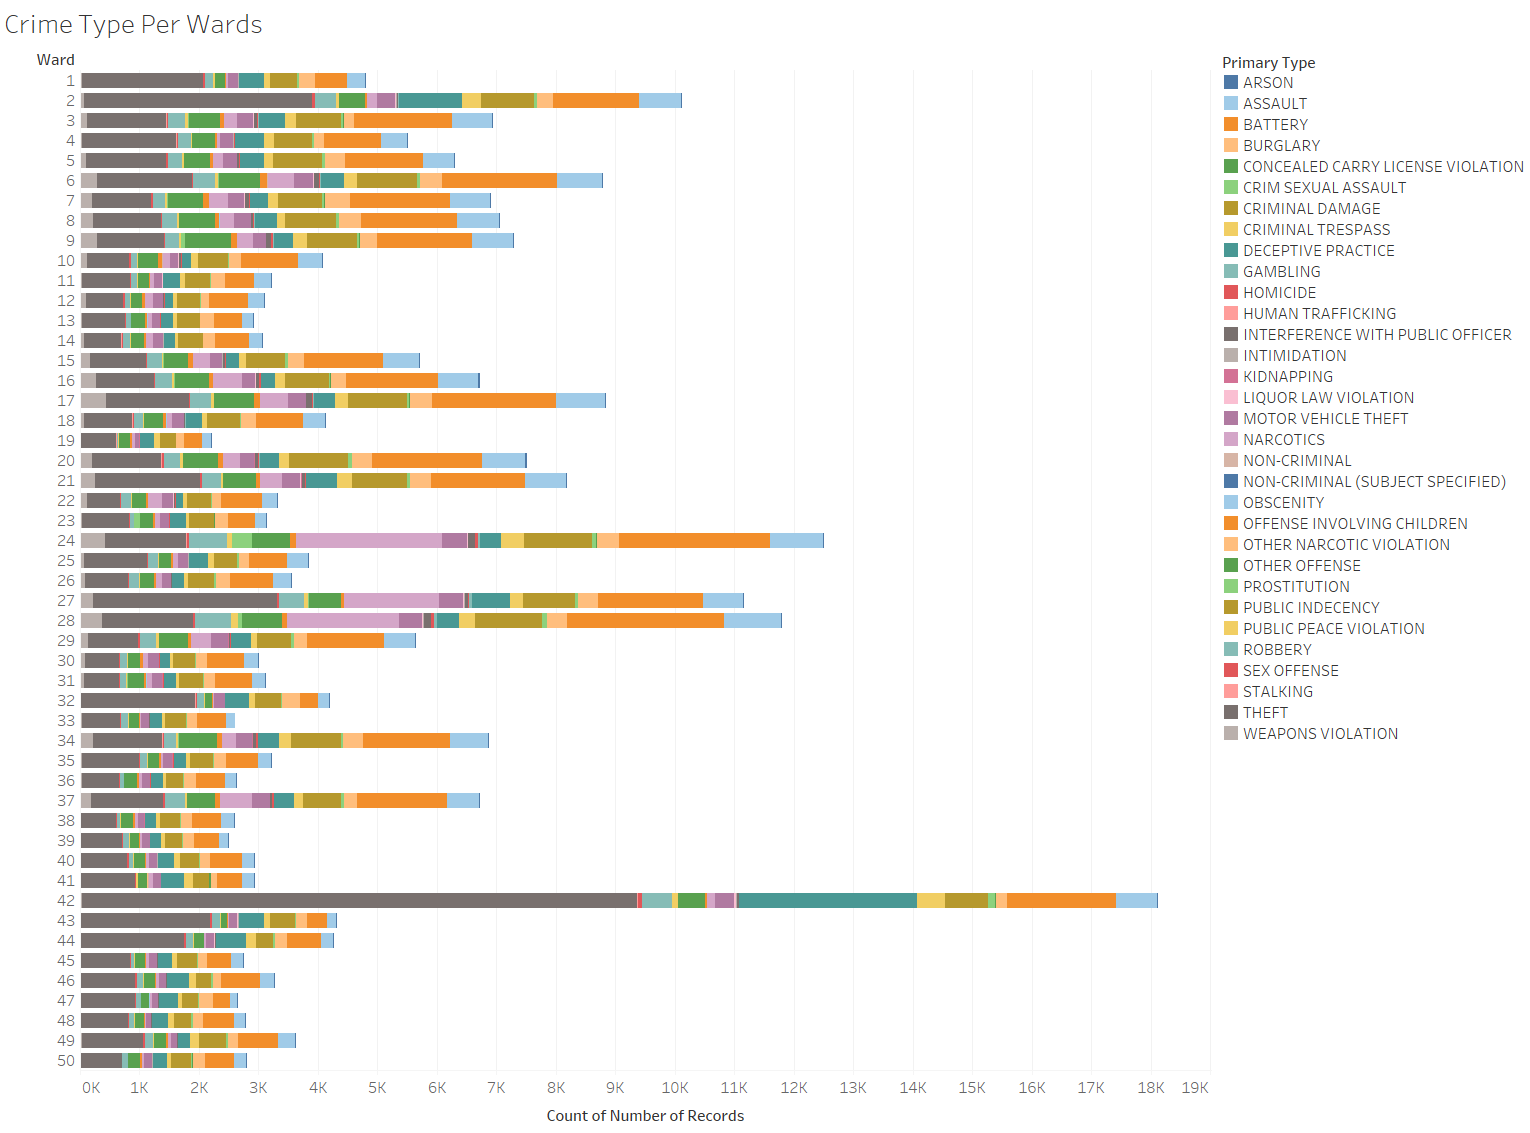 Crime Type Per Wards
Ward
1
2
3
4
5
6
7
8
9
10
11
12
13
14
15
16
17
18
19
20
21
22
23
24
25
26
27
28
29
30
31
32
33
34
35
36
37
38
39
40
41
42
43
44
45
46
47
48
49
50
0K 1K 2K 3K 4K 5K 6K 7K 8K 9K 10K 11K 12K 13K 14K 15K 16K 17K 18K 19K
Count of Number of Records
Primary Type
ARSON
ASSAULT
BATTERY
BURGLARY
CONCEALED CARRY LICENSE VIOLATION
CRIM SEXUAL ASSAULT
CRIMINAL DAMAGE
CRIMINAL TRESPASS
DECEPTIVE PRACTICE
GAMBLING
HOMICIDE
HUMAN TRAFFICKING
INTERFERENCE WITH PUBLIC OFFICER
INTIMIDATION
KIDNAPPING
LIQUOR LAW VIOLATION
MOTOR VEHICLE THEFT
NARCOTICS
NON-CRIMINAL
NON-CRIMINAL (SUBJECT SPECIFIED)
OBSCENITY
OFFENSE INVOLVING CHILDREN
OTHER NARCOTIC VIOLATION
OTHER OFFENSE
PROSTITUTION
PUBLIC INDECENCY
PUBLIC PEACE VIOLATION
ROBBERY
SEX OFFENSE
STALKING
THEFT
WEAPONS VIOLATION